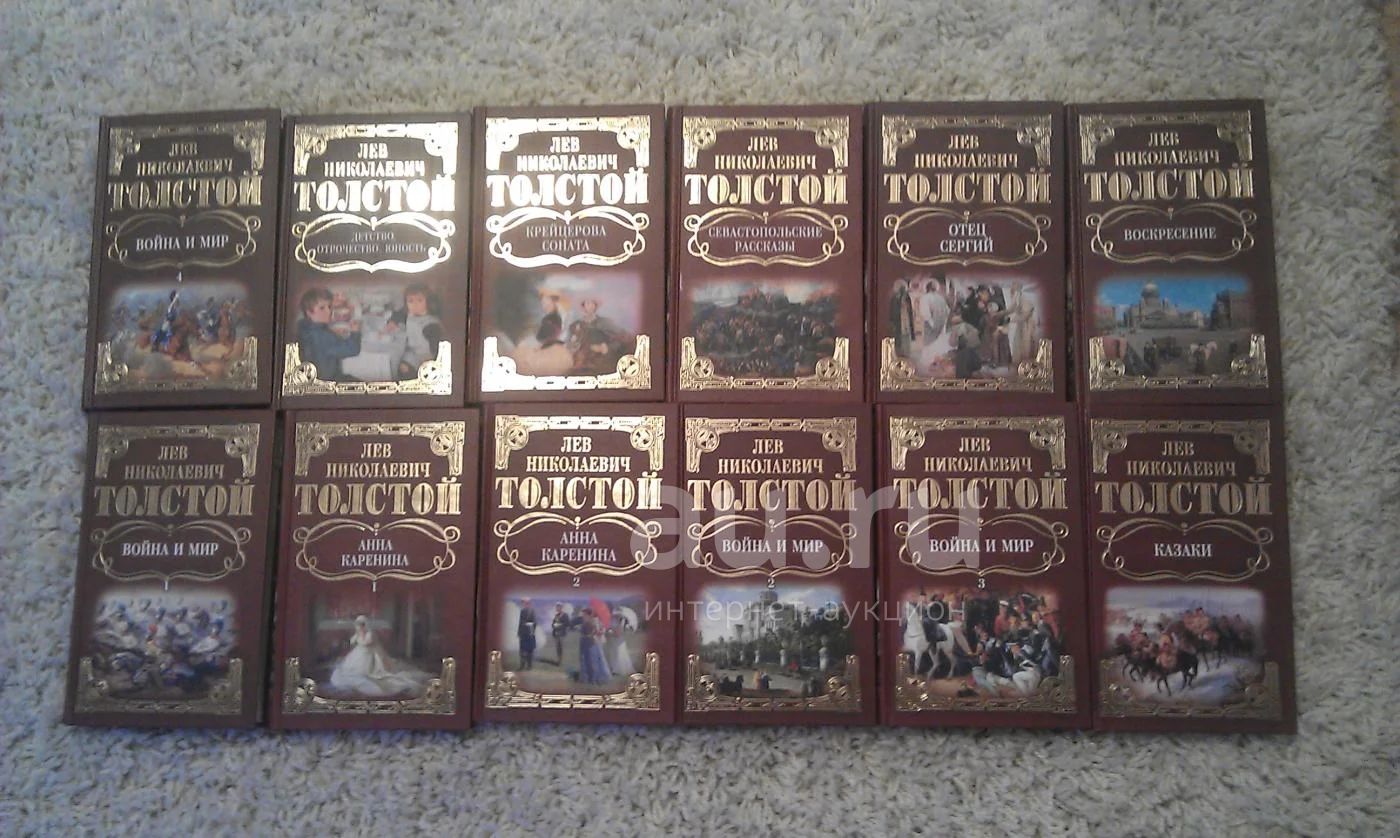 ЛЕВ
НИКОЛАЕВИЧ
ТОЛСТОЙ
ВОЙНА И МИР
4
ЛЕВ
НИКОЛАЕВИЧ
ТОЛСТОЙ
ДЕТСТВО
ОТРОЧЕСТВО ЮНОСТЬ
ЛЕВ
НИКОЛАЕВИЧ
ТОЛСТОЙ
КРЕЙЦЕРОВА
СОНАТА
ЛЕВ
НИКОЛАЕВИЧ
ТОЛСТОЙ
СЕВАСТОПОЛЬСКИЕ
РАССКАЗЫ
ЛЕВ
НИКОЛАЕВИЧ
ТОЛСТОЙ
ОТЕЦ
СЕРГИЙ
ЛЕВ
НИКОЛАЕВИЧ
ТОЛСТОЙ
ВОСКРЕСЕНИЕ
ЛЕВ
НИКОЛАЕВИЧ
ТОЛСТОЙ
ВОЙНА И МИР
1
ЛЕВ
НИКОЛАЕВИЧ
ТОЛСТОЙ
АННА
КАРЕНИНА
1
ЛЕВ
НИКОЛАЕВИЧ
ТОЛСТОЙ
АННА
КАРЕНИНА
2
ЛЕВ
НИКОЛАЕВИЧ
ТОЛСТОЙ
ВОЙНА И МИР
2
ЛЕВ
НИКОЛАЕВИЧ
ТОЛСТОЙ
ВОЙНА И МИР
3
ЛЕВ
НИКОЛАЕВИЧ
ТОЛСТОЙ
КАЗАКИ
au.ru
интернет-аукцион